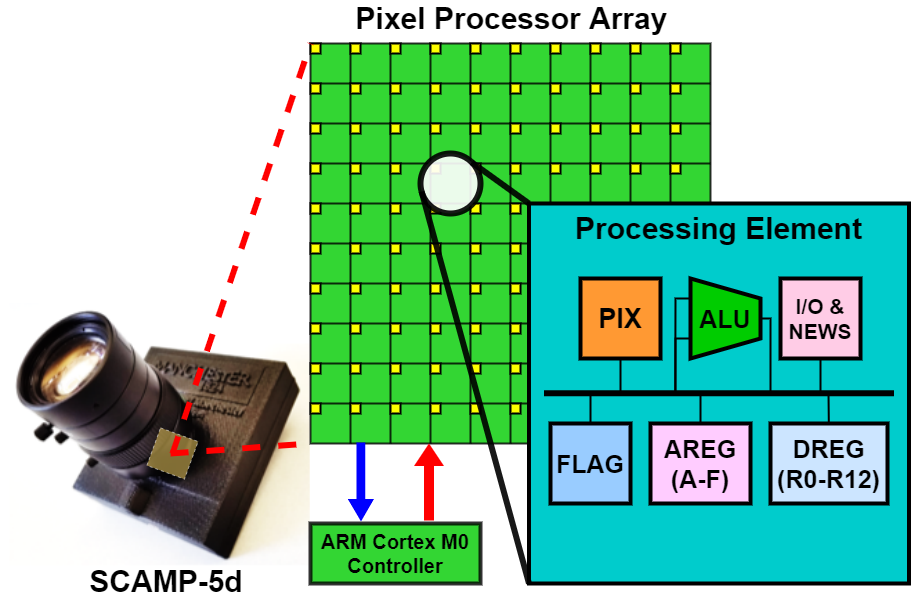 Pixel Processor Array
Processing Element
PIX
ALU
I/O &
NEWS
FLAG
AREG
(A-F)
DREG
(R0-R12)
MANCHESTER
ARM Cortex M0
Controller
SCAMP-5d